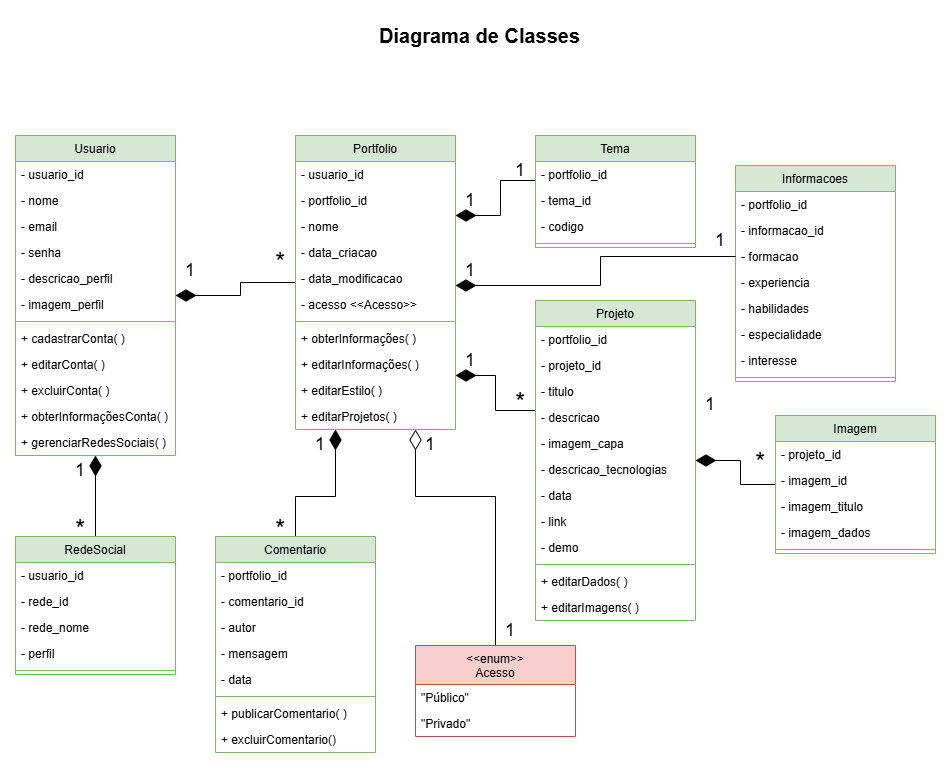 Diagrama de Classes
Usuario
- usuario_id
- nome
- email
- senha
- descricao_perfil
- imagem_perfil
+ cadastrarConta( )
+ editarConta( )
+ excluirConta( )
+ obterInformaçõesConta( )
+ gerenciarRedesSociais( )
1
*
1
*
RedeSocial
- usuario_id
- rede_id
- rede_nome
- perfil
Portfolio
- usuario_id
- portfolio_id
- nome
- data_criacao
- data_modificacao
- acesso <<Acesso>>
+ obterInformações( )
+ editarInformações( )
+ editarEstilo( )
+ editarProjetos( )
1
1
1
1
1
*
1
*
1
1
Comentario
- portfolio_id
- comentario_id
- autor
- mensagem
- data
+ publicarComentario( )
+ excluirComentario()
<<enum>>
Acesso
"Público"
"Privado"
Tema
- portfolio_id
- tema_id
- codigo
Projeto
- portfolio_id
- projeto_id
- titulo
- descricao
- imagem_capa
- descricao_tecnologias
- data
- link
- demo
+ editarDados( )
+ editarImagens( )
1
*
Informacoes
- portfolio_id
- informacao_id
- formacao
- experiencia
- habilidades
- especialidade
- interesse
Imagem
- projeto_id
- imagem_id
- imagem_titulo
- imagem_dados